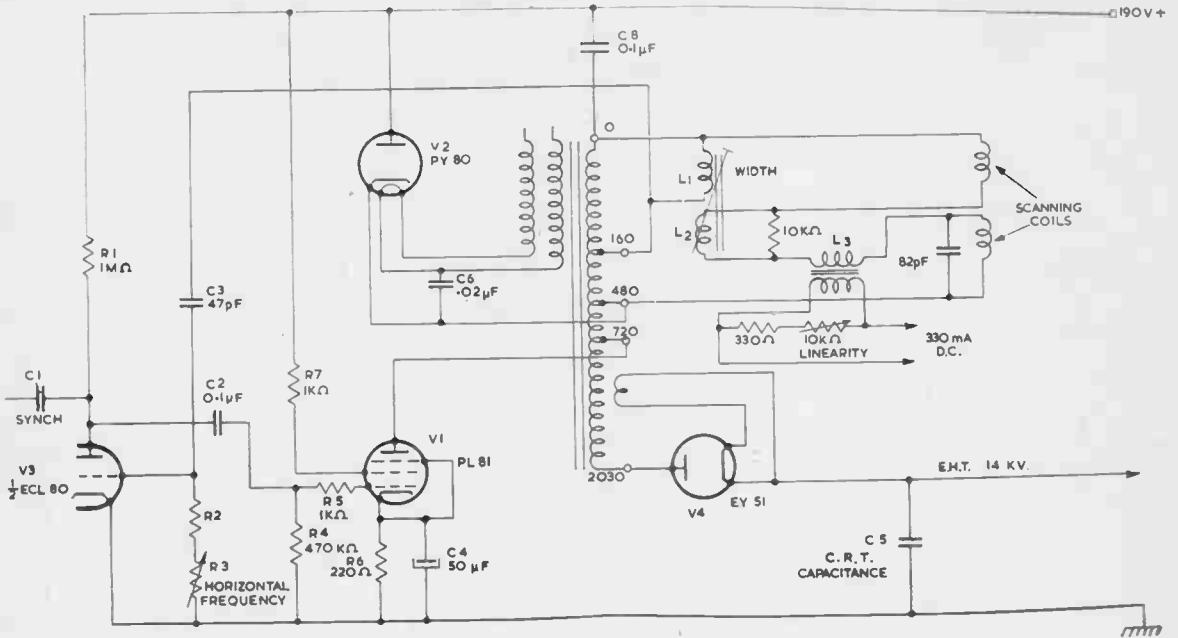 190V+
C8
0.1µF
O
V2
PY 80
WIDTH
L1
SCANNING
COILS
R1
1MΩ
160
L2
10KΩ
L3
82pF
C6
.02µF
480
C3
47pF
720
330Ω
10KΩ
LINEARITY
330 mA
D.C.
C1
SYNCH
C2
0.1µF
R7
1KΩ
V1
PL 81
V3
½ ECL 80
2030
E.H.T. 14 KV.
V4
EY 51
R5
1KΩ
R2
R4
470 KΩ
R6
220Ω
C4
50 µF
C5
C.R.T.
CAPACITANCE
R3
HORIZONTAL
FREQUENCY